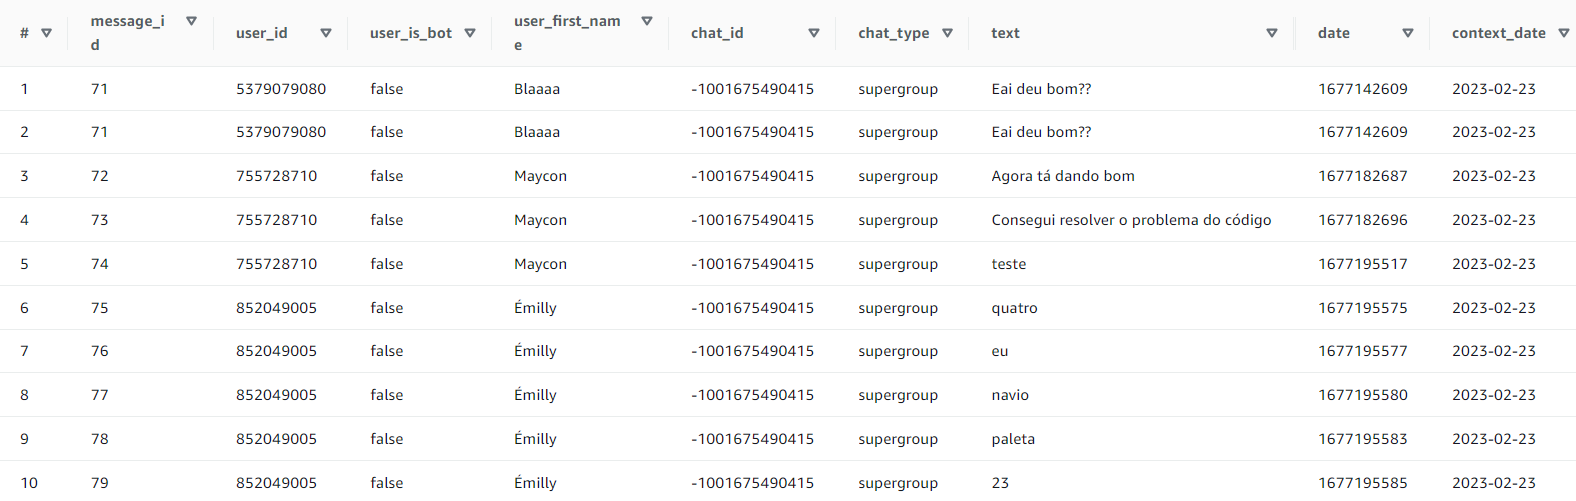 # message_id user_id user_is_bot user_first_name chat_id chat_type text date context_date
1 71 5379079080 false Blaaaa -1001675490415 supergroup Eai deu bom?? 1677142609 2023-02-23
2 71 5379079080 false Blaaaa -1001675490415 supergroup Eai deu bom?? 1677142609 2023-02-23
3 72 755728710 false Maycon -1001675490415 supergroup Agora tá dando bom 1677182687 2023-02-23
4 73 755728710 false Maycon -1001675490415 supergroup Consegui resolver o problema do código 1677182696 2023-02-23
5 74 755728710 false Maycon -1001675490415 supergroup teste 1677195517 2023-02-23
6 75 852049005 false Émilly -1001675490415 supergroup quatro 1677195575 2023-02-23
7 76 852049005 false Émilly -1001675490415 supergroup eu 1677195577 2023-02-23
8 77 852049005 false Émilly -1001675490415 supergroup navio 1677195580 2023-02-23
9 78 852049005 false Émilly -1001675490415 supergroup paleta 1677195583 2023-02-23
10 79 852049005 false Émilly -1001675490415 supergroup 23 1677195585 2023-02-23